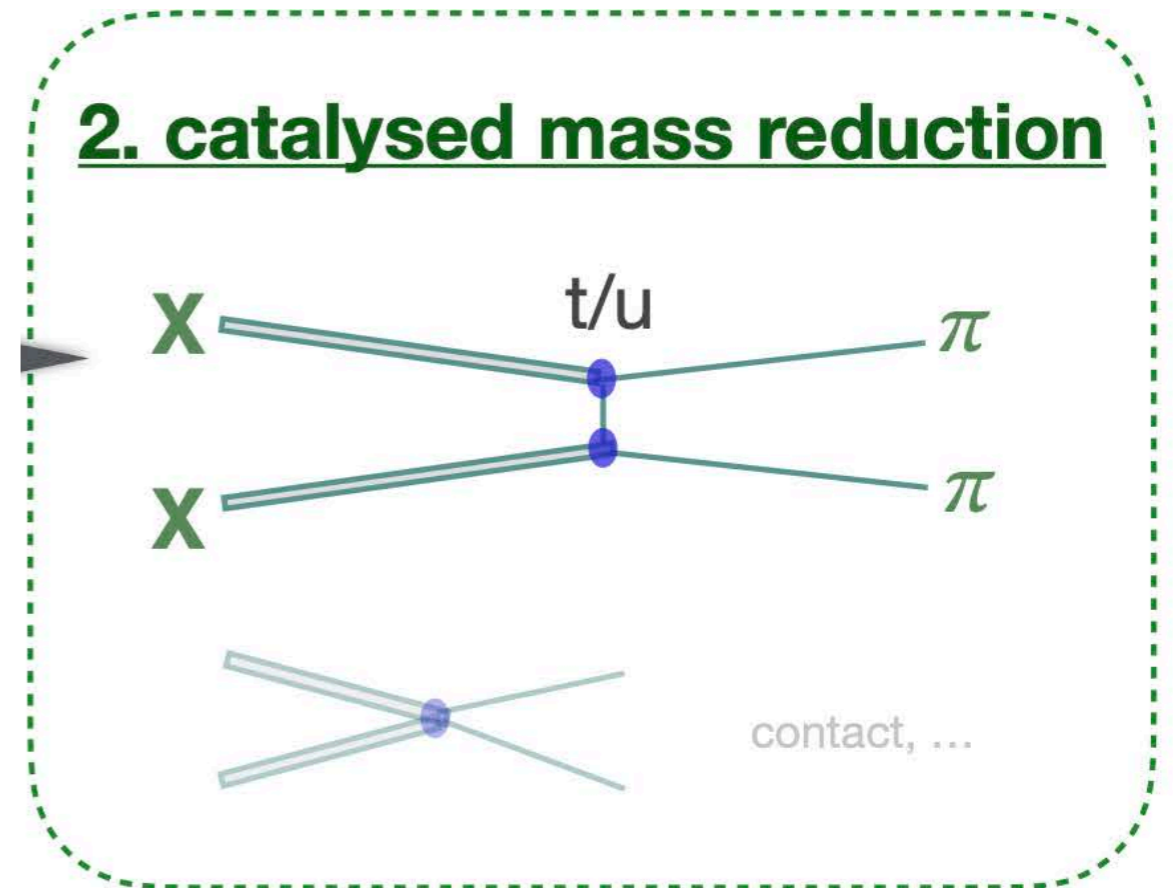 2. catalysed mass reduction
t/u
X π
X π
contact, ...